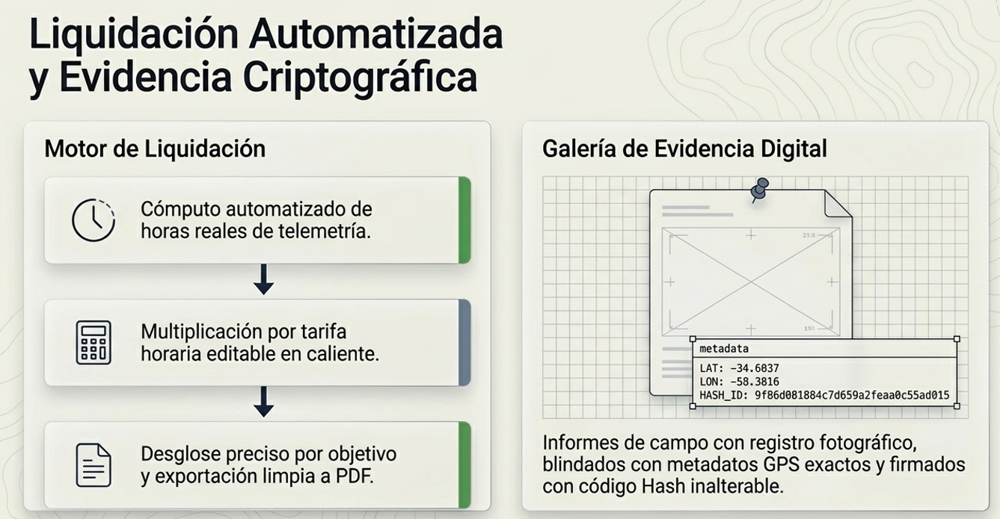 Liquidación Automatizada
y Evidencia Criptográfica
Motor de Liquidación
Cómputo automatizado de
horas reales de telemetría.
Multiplicación por tarifa
horaria editable en caliente.
Desglose preciso por objetivo
y exportación limpia a PDF.
Galería de Evidencia Digital
metadata
LAT: -34.6837
LON: -58.3816
HASH_ID: 9f86d081884c7d659a2feaa0c55ad015
Informes de campo con registro fotográfico,
blindados con metadatos GPS exactos y firmados
con código Hash inalterable.